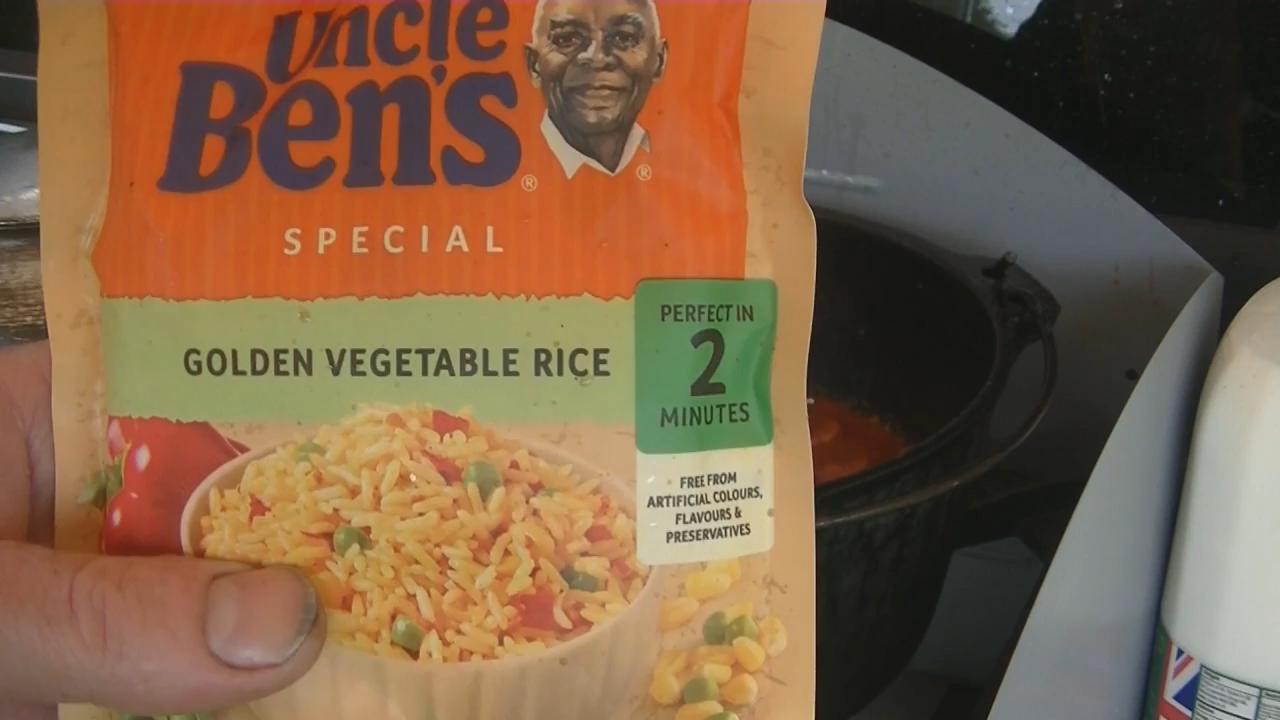 Uncle
Ben's ®
®
SPECIAL
GOLDEN VEGETABLE RICE
PERFECT IN
2
MINUTES
FREE FROM
ARTIFICIAL COLOURS,
FLAVOURS &
PRESERVATIVES